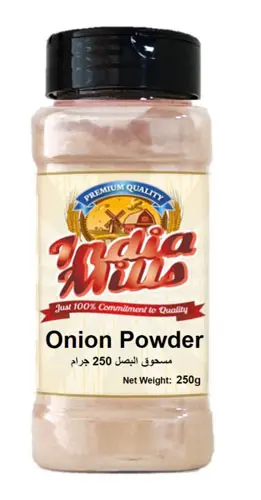 PREMIUM QUALITY
India
Mills
Just 100% Commitment to Quality
Onion Powder
مسحوق البصل 250 جرام
Net Weight: 250g